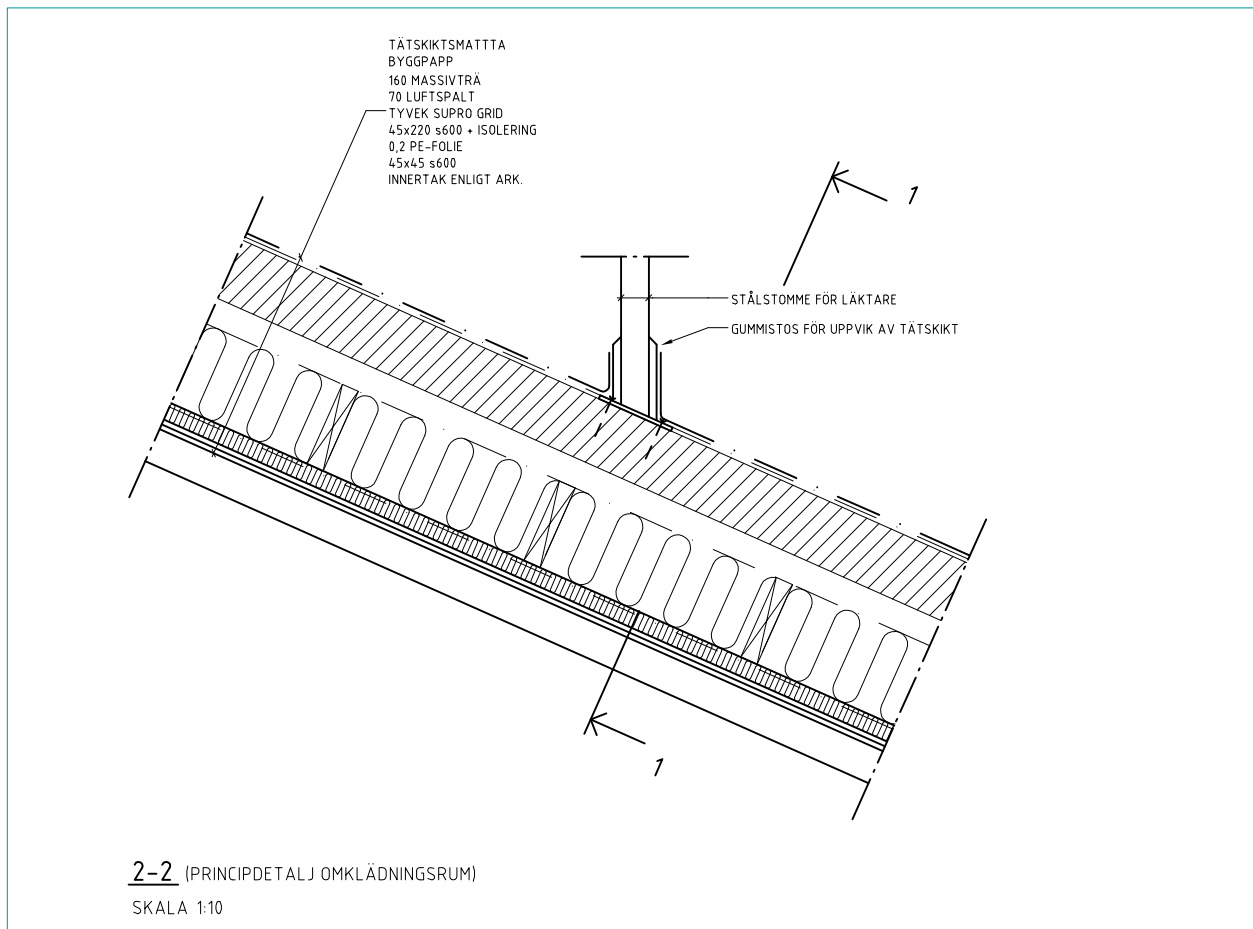 TÄTSKIKTSMATTTA
BYGGPAPP
160 MASSIVTRÄ
70 LUFTSPALT
TYVEK SUPRO GRID
45x220 s600 + ISOLERING
0,2 PE-FOLIE
45x45 s600
INNERTAK ENLIGT ARK.
1
STÅLSTOMME FÖR LÄKTARE
GUMMISTOS FÖR UPPVIK AV TÄTSKIKT
1
2-2 (PRINCIPDETALJ OMKLÄDNINGSRUM)
SKALA 1:10